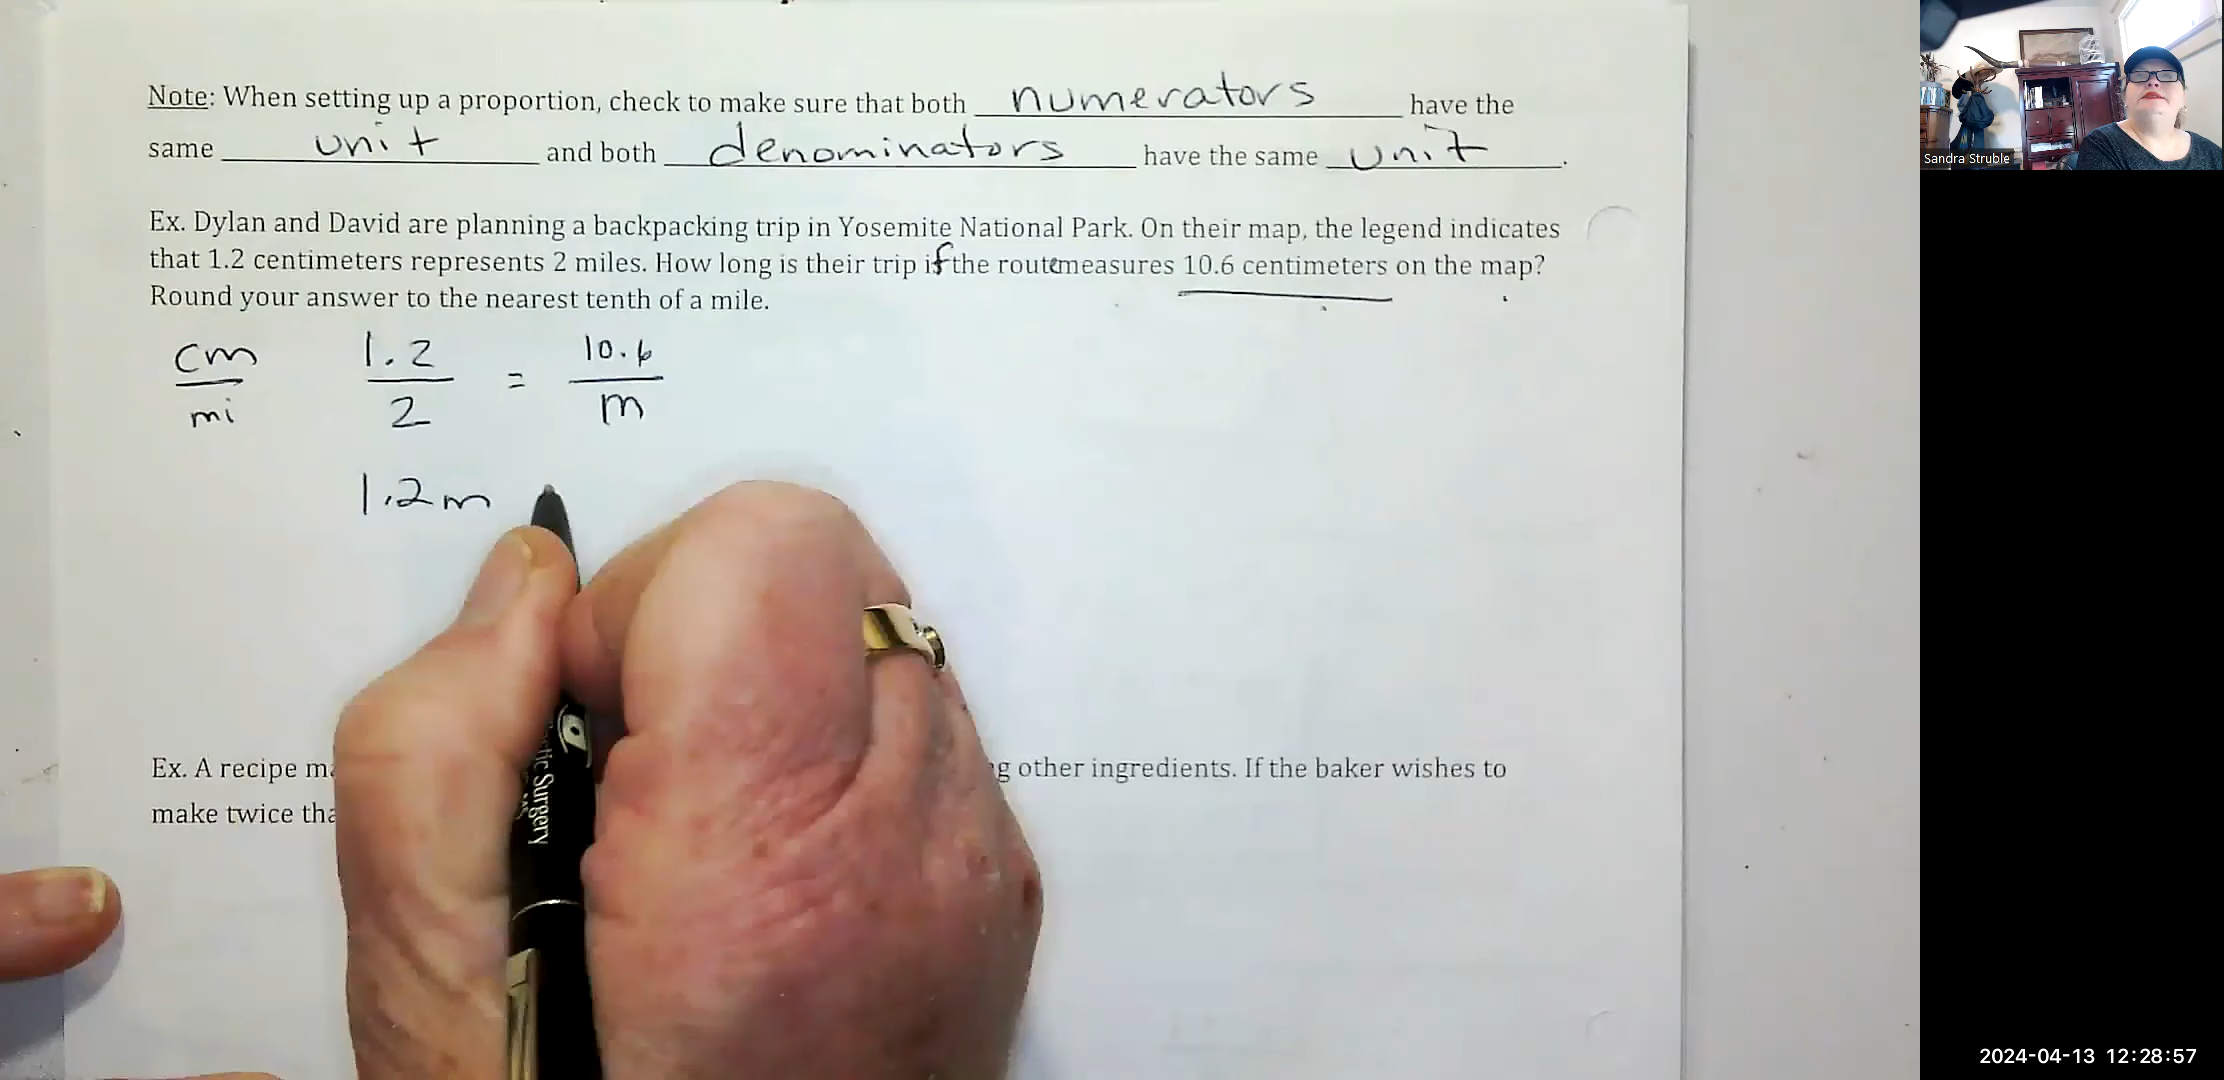 Note: When setting up a proportion, check to make sure that both numerators have the
same unit and both denominators have the same unit.
Ex. Dylan and David are planning a backpacking trip in Yosemite National Park. On their map, the legend indicates
that 1.2 centimeters represents 2 miles. How long is their trip if the route measures 10.6 centimeters on the map?
Round your answer to the nearest tenth of a mile.
cm 1.2 = 10.6
mi 2 m
1.2m
Ex. A recipe other ingredients. If the baker wishes to
make twice
Surgery
Sandra Struble
2024-04-13 12:28:57